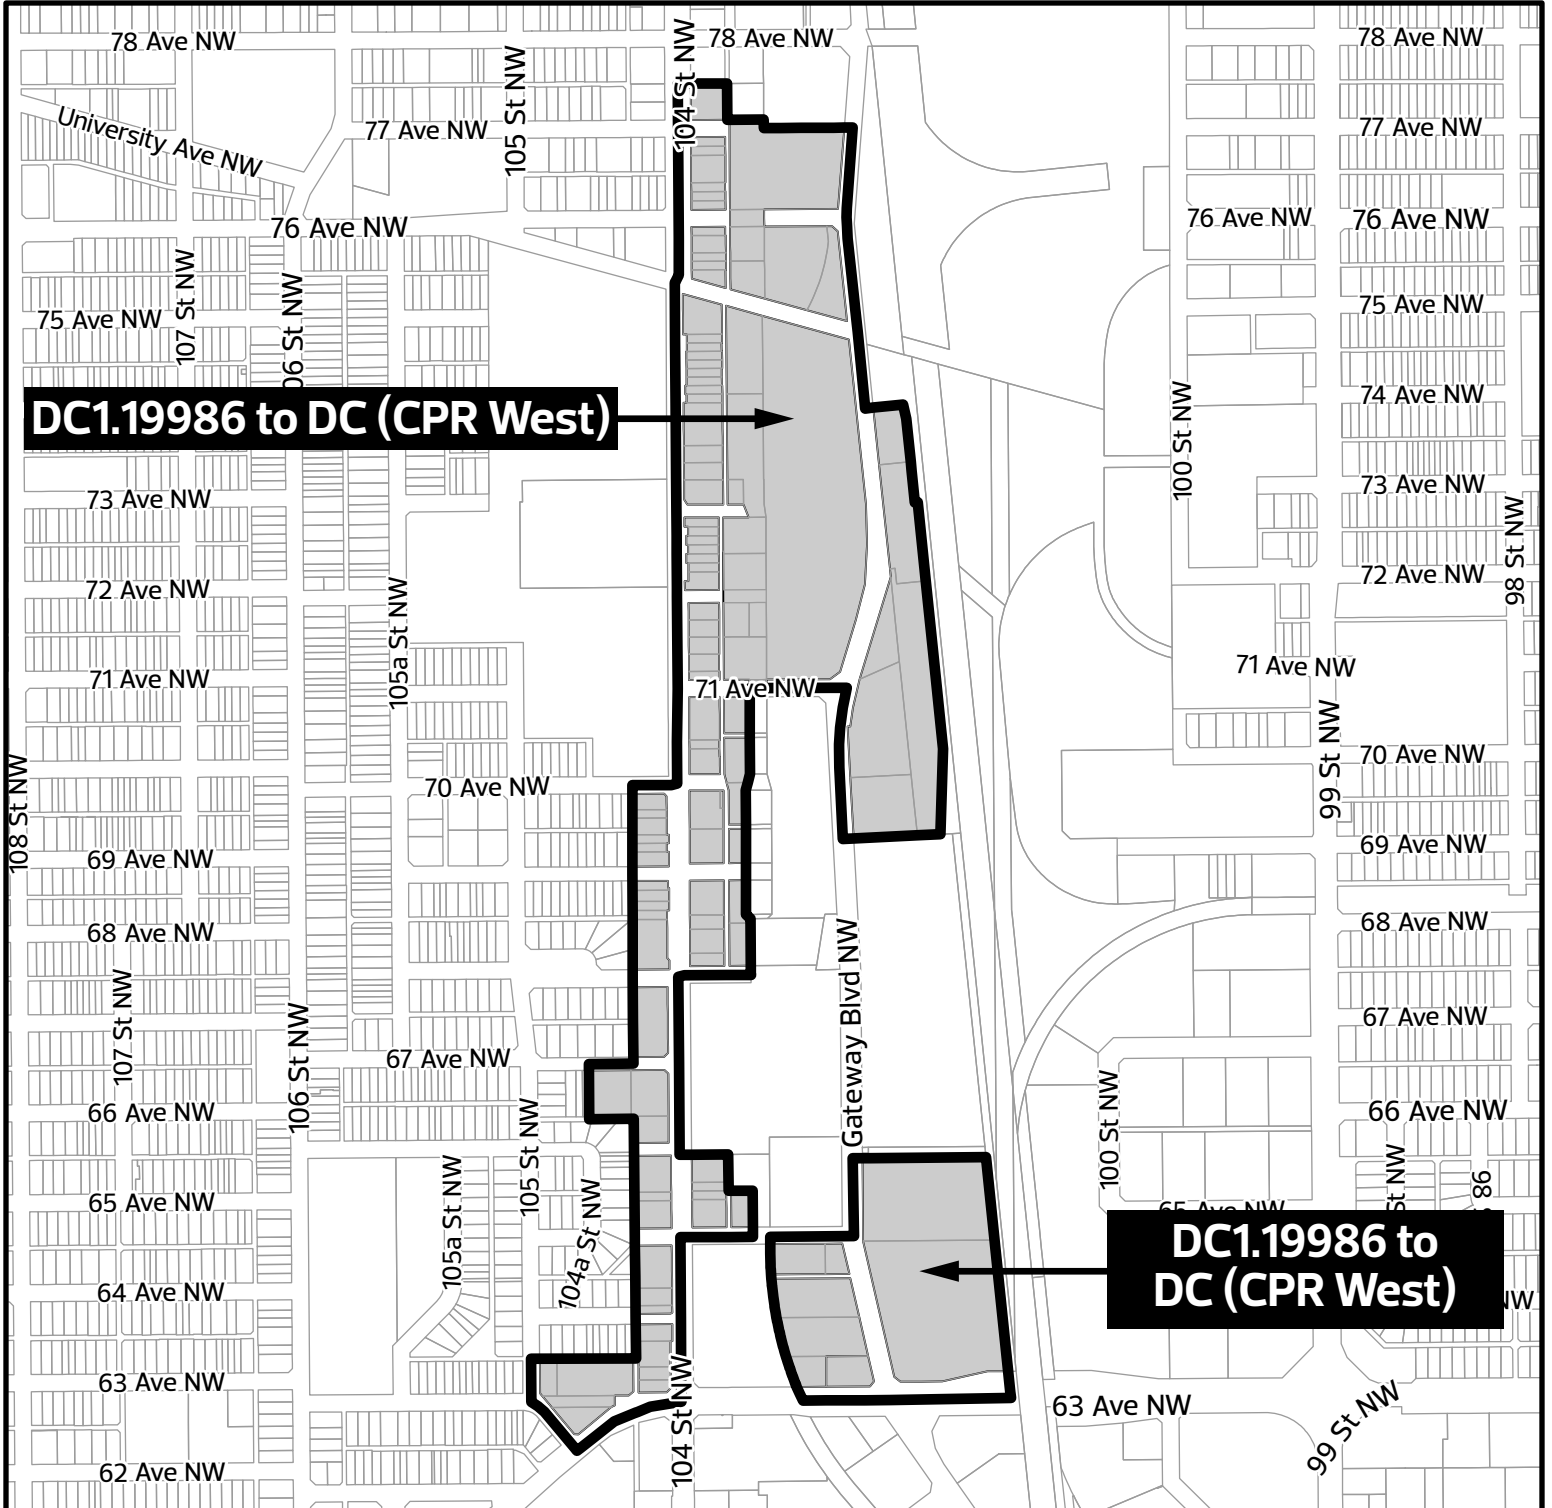 78 Ave NW
104 St NW
78 Ave NW
78 Ave NW
105 St NW
University Ave NW
77 Ave NW
77 Ave NW
76 Ave NW
76 Ave NW
76 Ave NW
107 St NW
106 St NW
75 Ave NW
75 Ave NW
DC1.19986 to DC (CPR West)
74 Ave NW
100 St NW
73 Ave NW
73 Ave NW
98 St NW
72 Ave NW
72 Ave NW
105a St NW
71 Ave NW
71 Ave NW
71 Ave NW
99 St NW
70 Ave NW
70 Ave NW
108 St NW
69 Ave NW
69 Ave NW
68 Ave NW
68 Ave NW
Gateway Blvd NW
107 St NW
106 St NW
67 Ave NW
67 Ave NW
66 Ave NW
66 Ave NW
105 St NW
100 St NW
St NW
98
65 Ave NW
65 Ave NW
105a St NW
104a St NW
DC1.19986 to
DC (CPR West)
64 Ave NW
NW
63 Ave NW
63 Ave NW
104 St NW
99 St NW
62 Ave NW